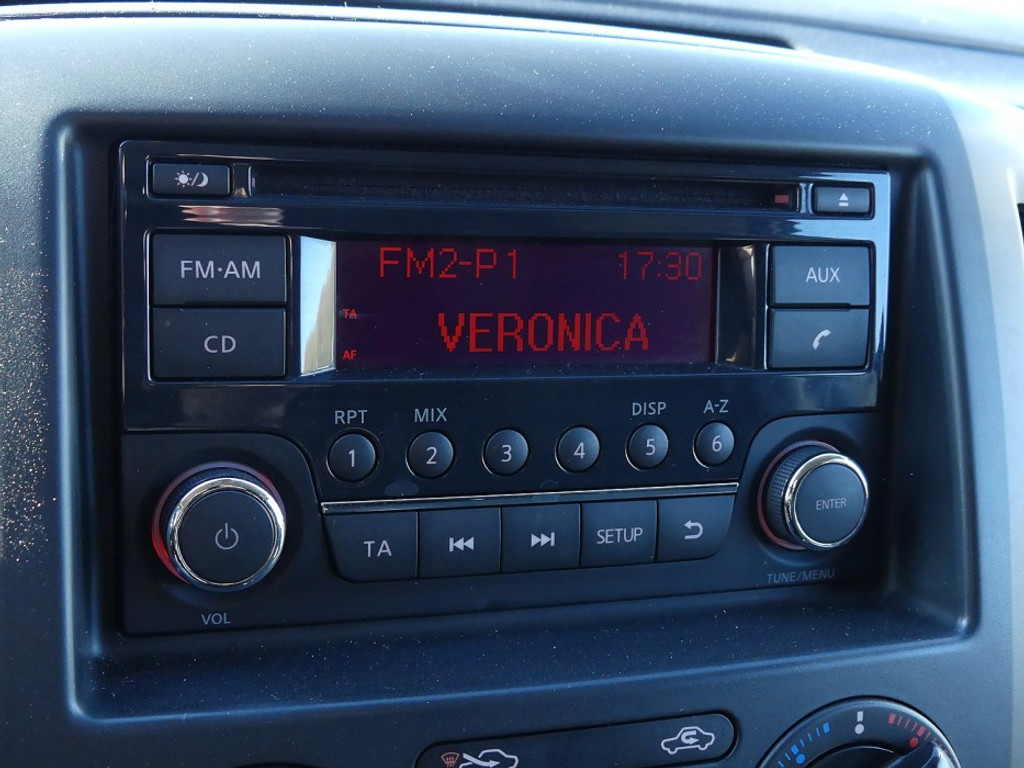 FM·AM
CD
FM2-P1 17:30
TA
VERONICA
AF
AUX
RPT MIX DISP A-Z
1 2 3 4 5 6
TA SETUP
ENTER
VOL
TUNE/MENU